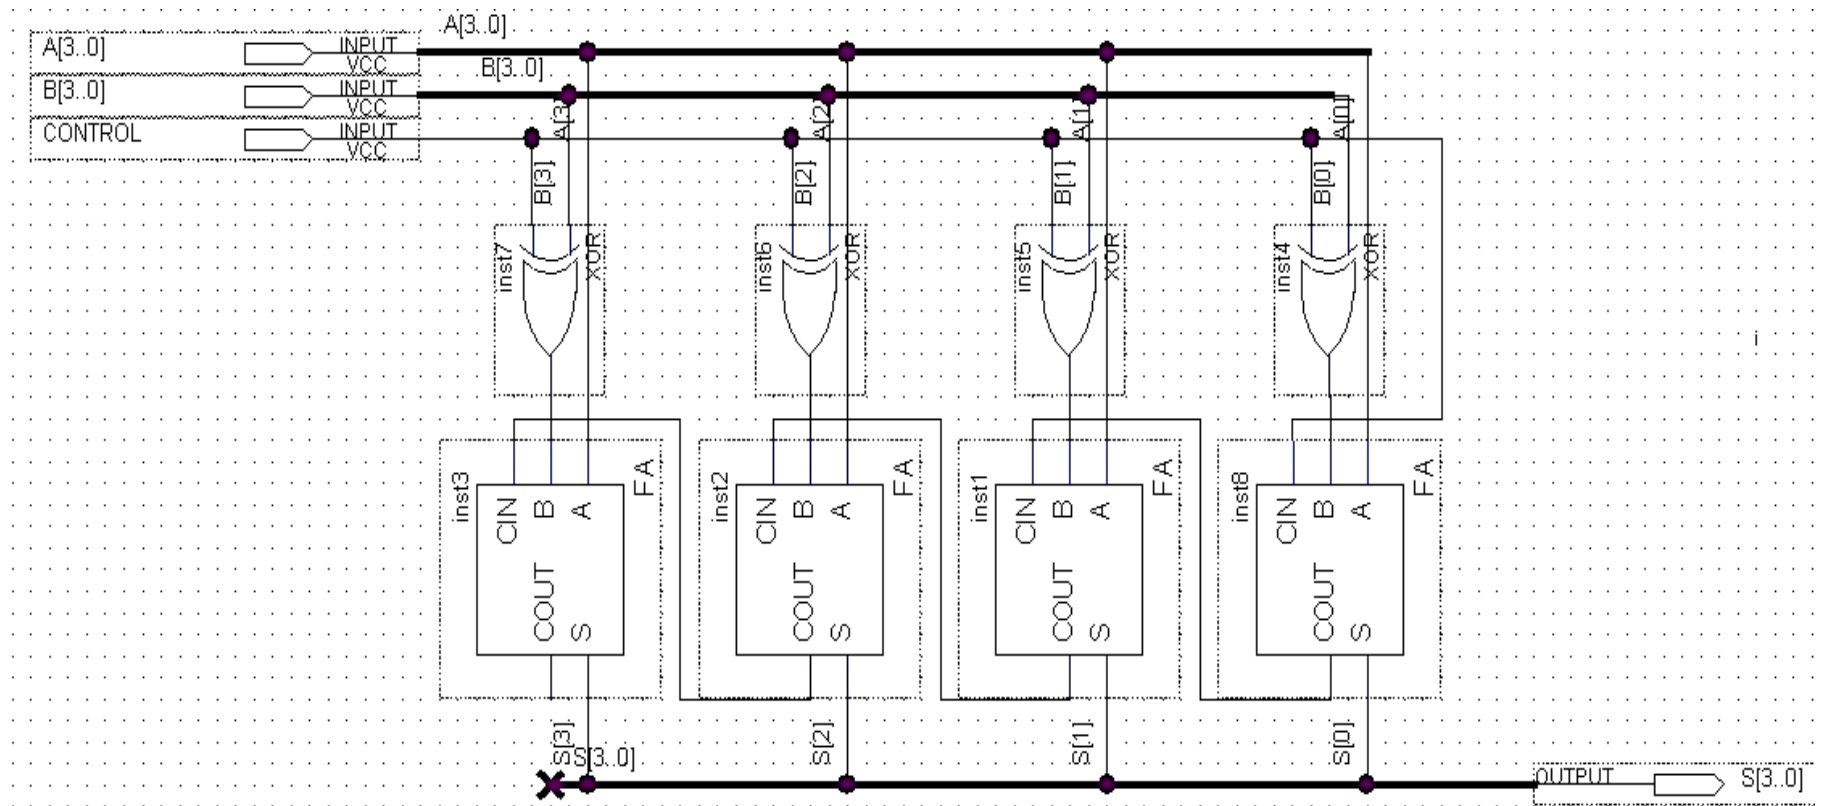 A[3..0]
A[3..0] INPUT
VCC
B[3..0]
B[3..0] INPUT
VCC
CONTROL INPUT
VCC
A[3] A[2] A[1] A[0]
B[3] B[2] B[1] B[0]
inst7 XOR inst6 XOR inst5 XOR inst4 XOR
i
inst3 FA inst2 FA inst1 FA inst8 FA
CIN B A CIN B A CIN B A CIN B A
COUT S COUT S COUT S COUT S
S[3] S[2] S[1] S[0]
S[3..0]
OUTPUT S[3..0]